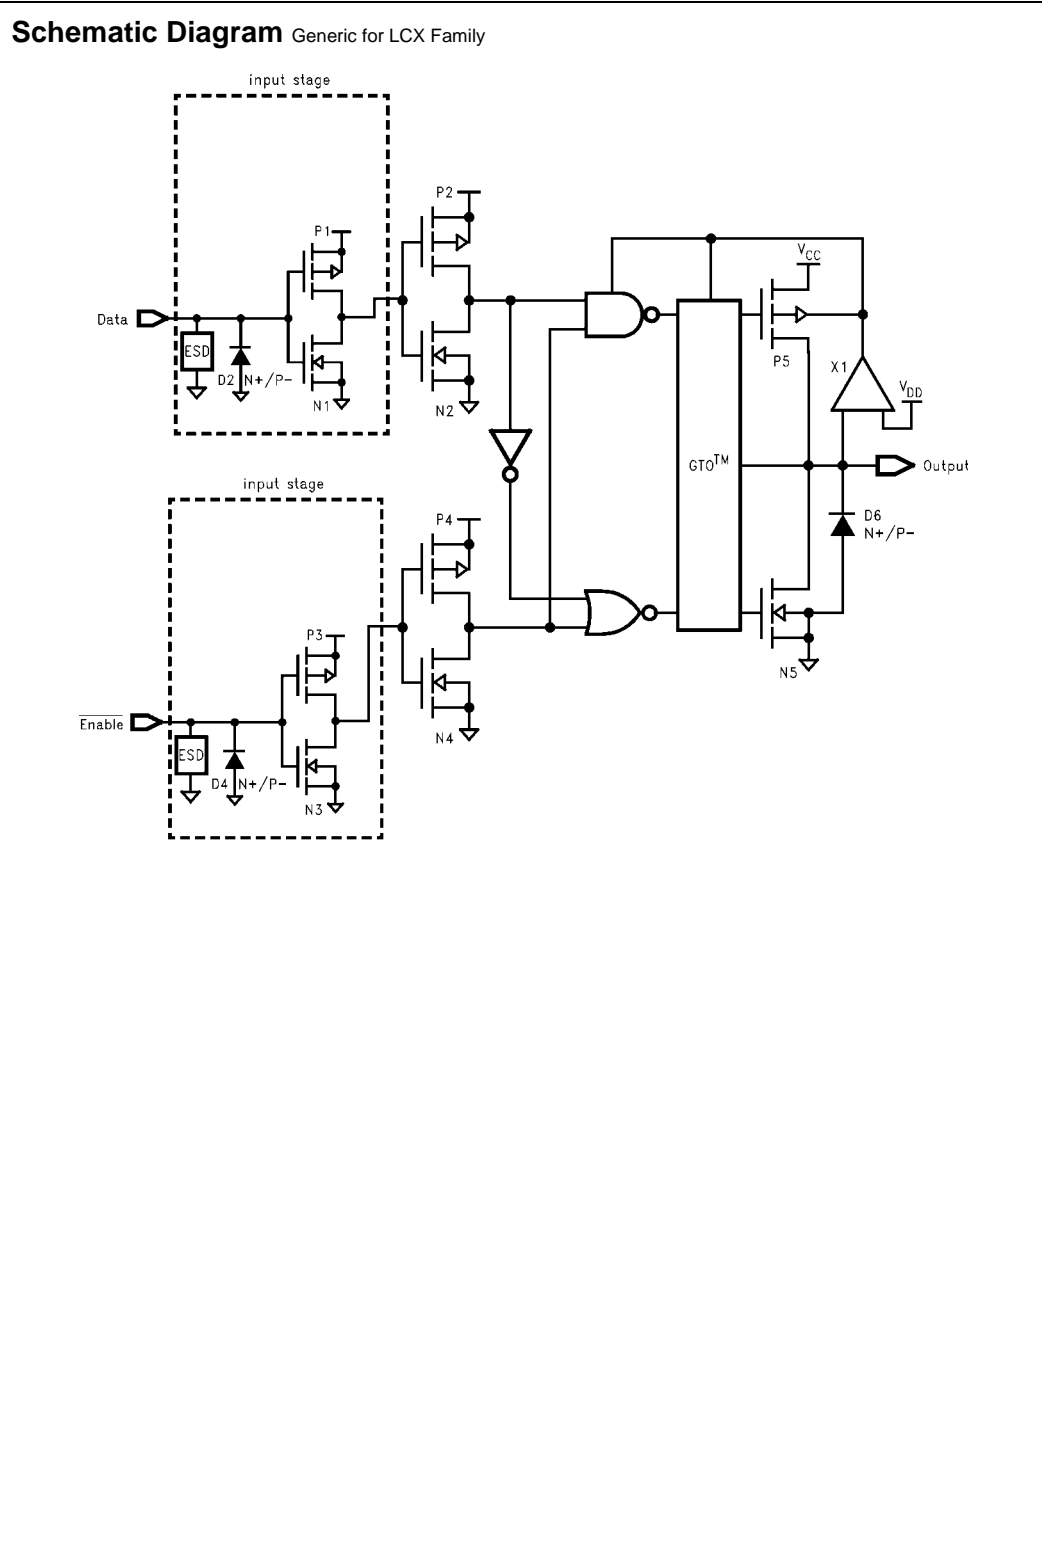 Schematic Diagram Generic for LCX Family
input stage
P2
P1
VCC
Data
ESD
D2 N+/P-
N1
N2
P5
X1
VDD
GTO™
Output
input stage
P4
D6
N+/P-
P3
N5
Enable
ESD
D4 N+/P-
N3
N4